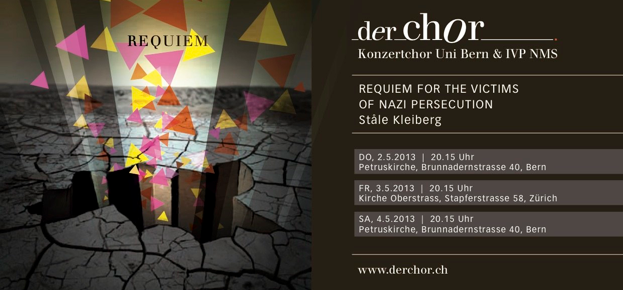 REQUIEM
der chor
Konzertchor Uni Bern & IVP NMS
REQUIEM FOR THE VICTIMS
OF NAZI PERSECUTION
Ståle Kleiberg
DO, 2.5.2013 | 20.15 Uhr
Petruskirche, Brunnadernstrasse 40, Bern
FR, 3.5.2013 | 20.15 Uhr
Kirche Oberstrass, Stapferstrasse 58, Zürich
SA, 4.5.2013 | 20.15 Uhr
Petruskirche, Brunnadernstrasse 40, Bern
www.derchor.ch